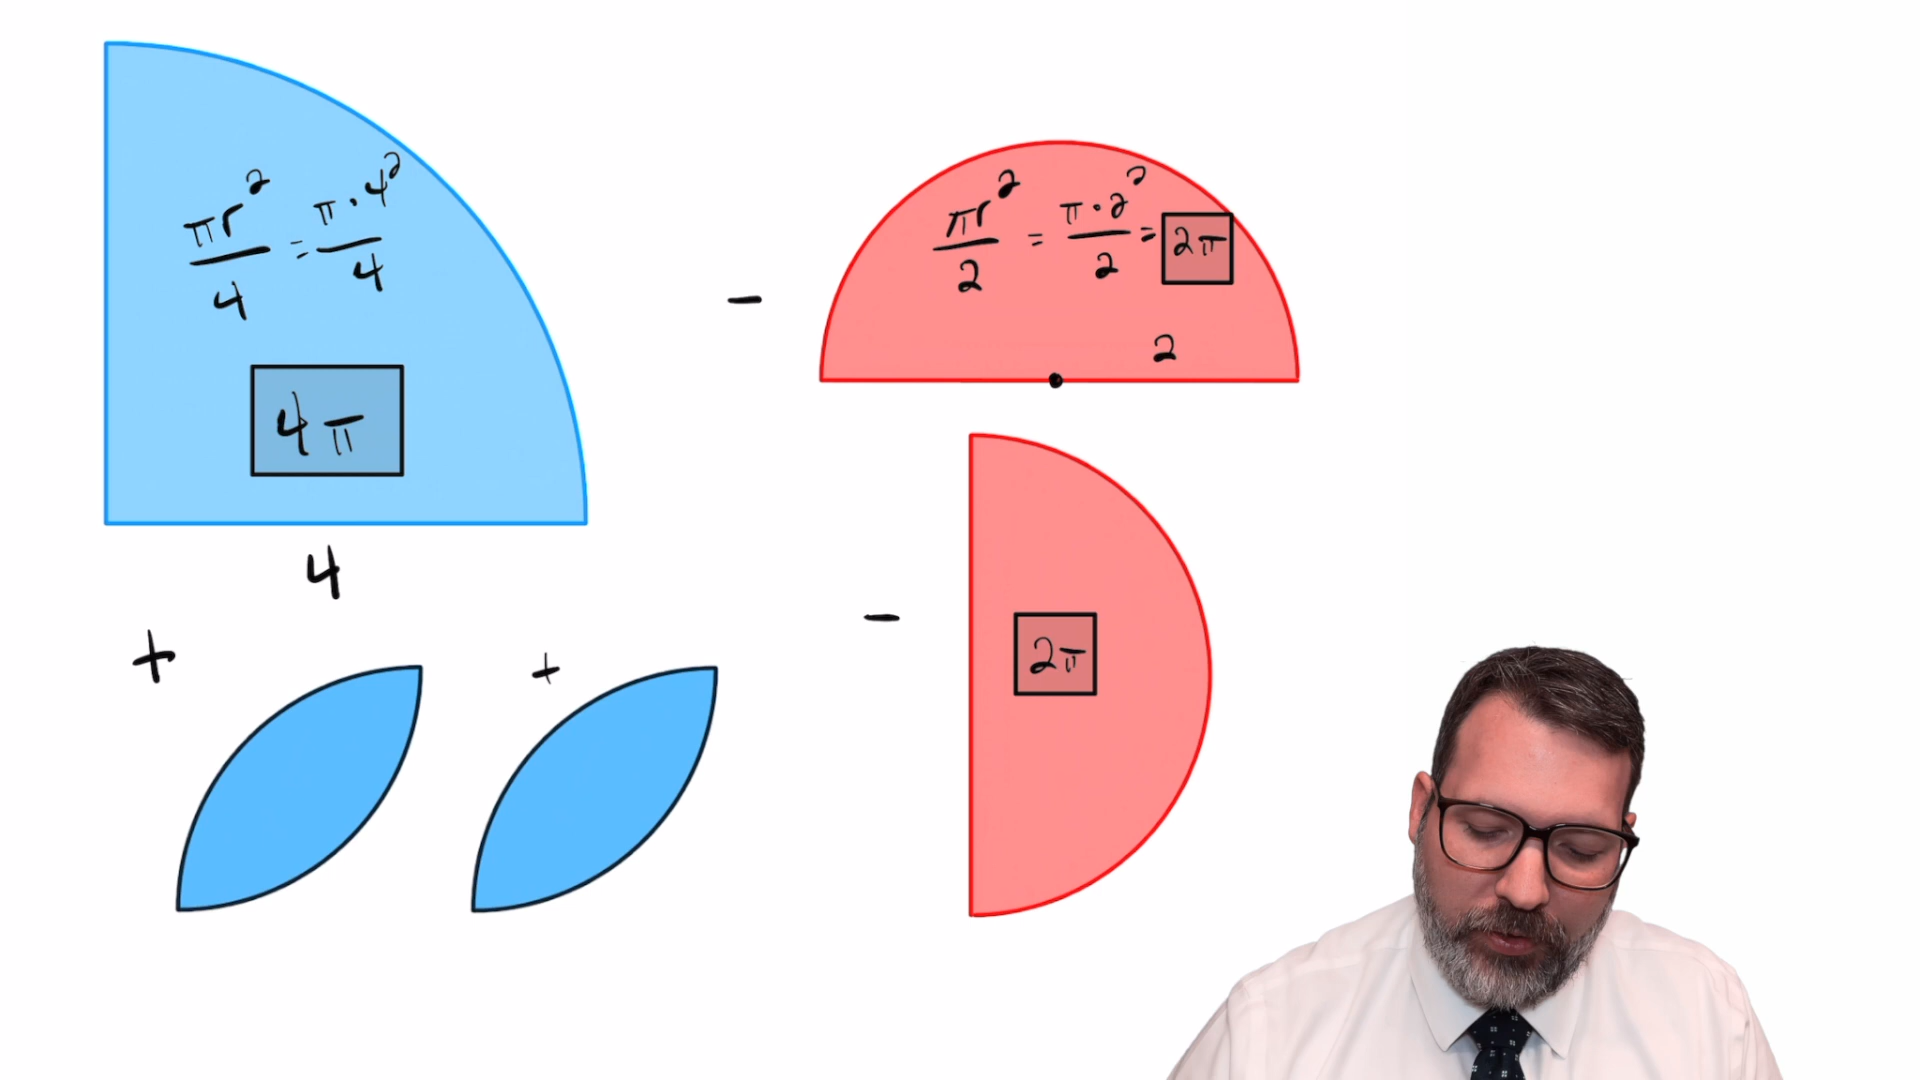 πr²/4 = π·4²/4
4π
4
+
+
−
πr²/2 = π·2²/2 = 2π
2
−
2π